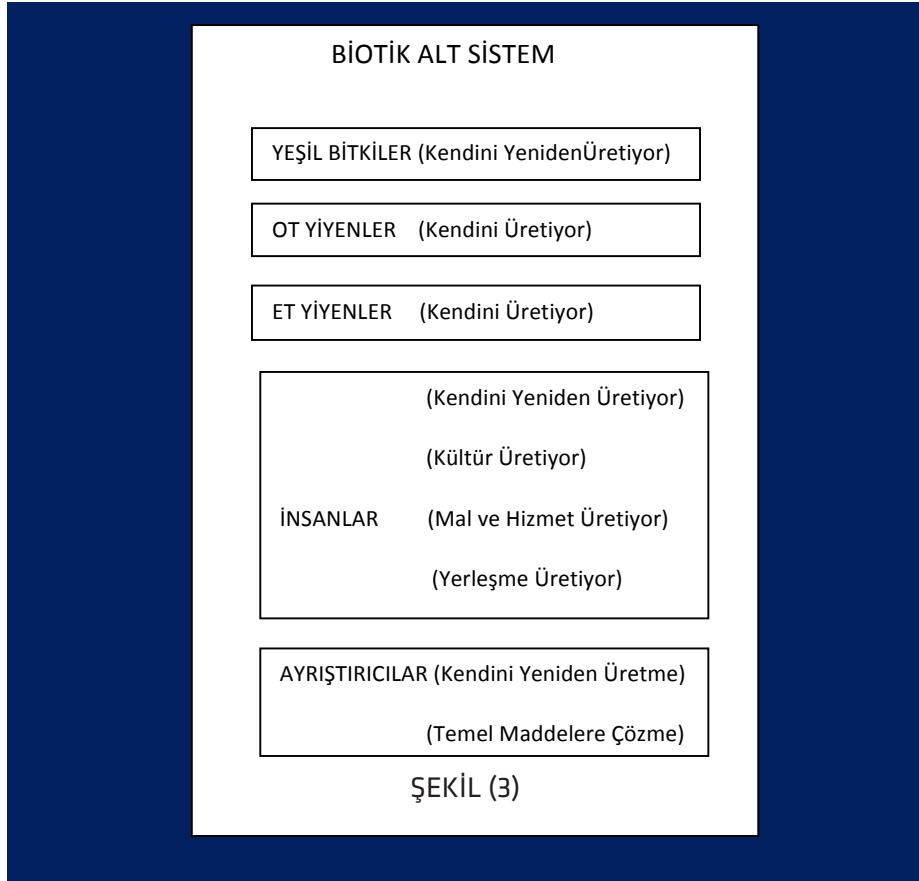 BİOTİK ALT SİSTEM
YEŞİL BİTKİLER (Kendini YenidenÜretiyor)
OT YİYENLER (Kendini Üretiyor)
ET YİYENLER (Kendini Üretiyor)
(Kendini Yeniden Üretiyor)
(Kültür Üretiyor)
İNSANLAR (Mal ve Hizmet Üretiyor)
(Yerleşme Üretiyor)
AYRIŞTIRICILAR (Kendini Yeniden Üretme)
(Temel Maddelere Çözme)
ŞEKİL (3)